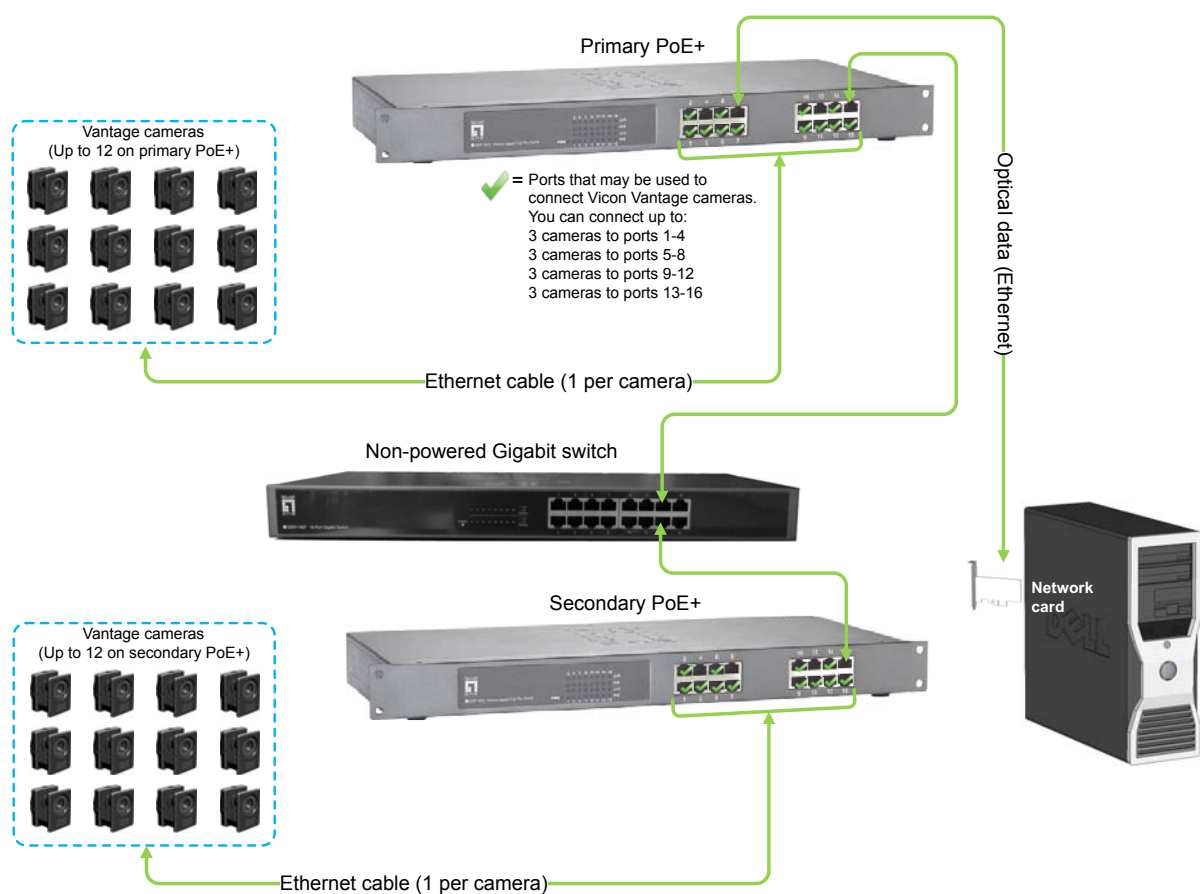 Primary PoE+
Vantage cameras
(Up to 12 on primary PoE+)
= Ports that may be used to
connect Vicon Vantage cameras.
You can connect up to:
3 cameras to ports 1-4
3 cameras to ports 5-8
3 cameras to ports 9-12
3 cameras to ports 13-16
Optical data (Ethernet)
Ethernet cable (1 per camera)
Non-powered Gigabit switch
Network
card
DELL
Secondary PoE+
Vantage cameras
(Up to 12 on secondary PoE+)
Ethernet cable (1 per camera)